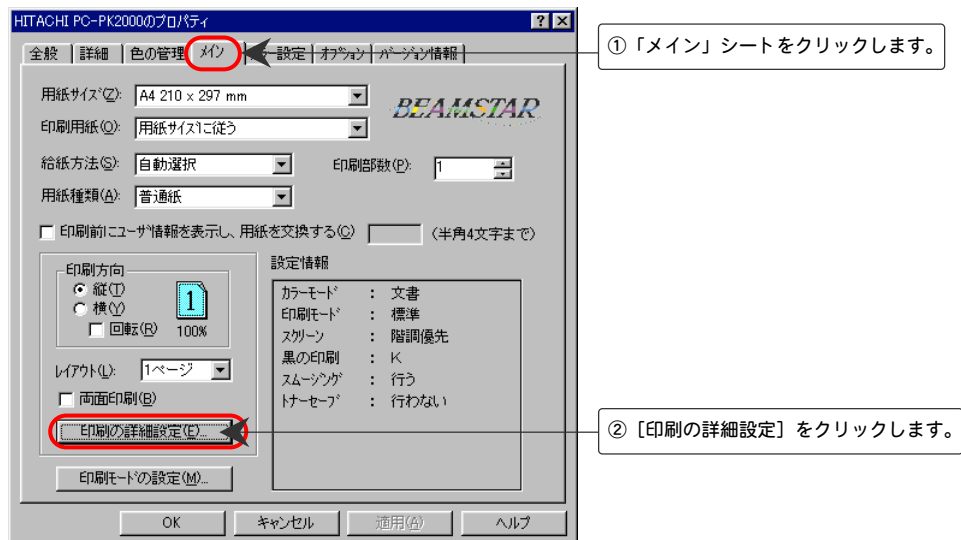 HITACHI PC-PK2000のプロパティ
全般 詳細 色の管理 メイン ー設定 オプション バージョン情報
①「メイン」シートをクリックします。
用紙サイズ(Z): A4 210 x 297 mm
BEAMSTAR
印刷用紙(O): 用紙サイズに従う
給紙方法(S): 自動選択 印刷部数(P): 1
用紙種類(A): 普通紙
印刷前にユーザ情報を表示し、用紙を交換する(C) (半角4文字まで)
印刷方向
縦(T)
横(Y)
回転(R)
1
100%
レイアウト(L): 1ページ
両面印刷(B)
印刷の詳細設定(E)...
印刷モードの設定(M)...
設定情報
カラーモード : 文書
印刷モード : 標準
スクリーン : 階調優先
黒の印刷 : K
スムージング : 行う
トナーセーブ : 行わない
②［印刷の詳細設定］をクリックします。
OK キャンセル 適用(A) ヘルプ